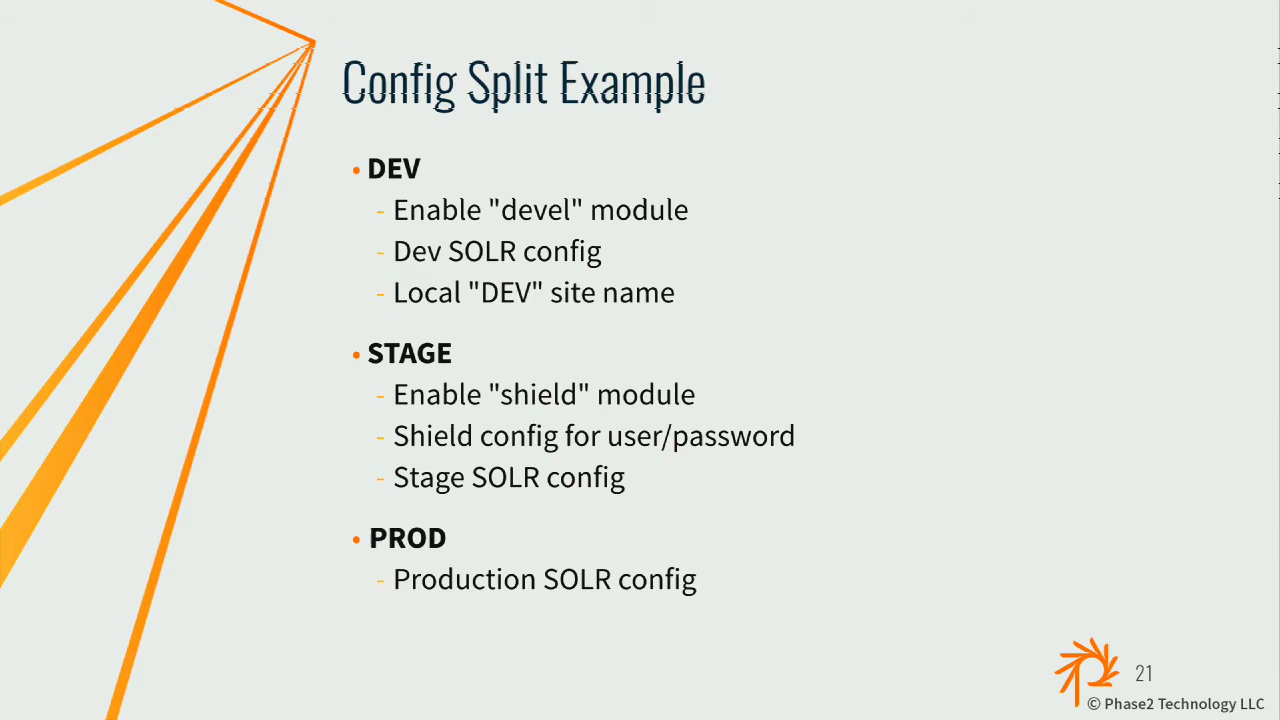 Config Split Example
• DEV
- Enable "devel" module
- Dev SOLR config
- Local "DEV" site name
• STAGE
- Enable "shield" module
- Shield config for user/password
- Stage SOLR config
• PROD
- Production SOLR config
21
© Phase2 Technology LLC